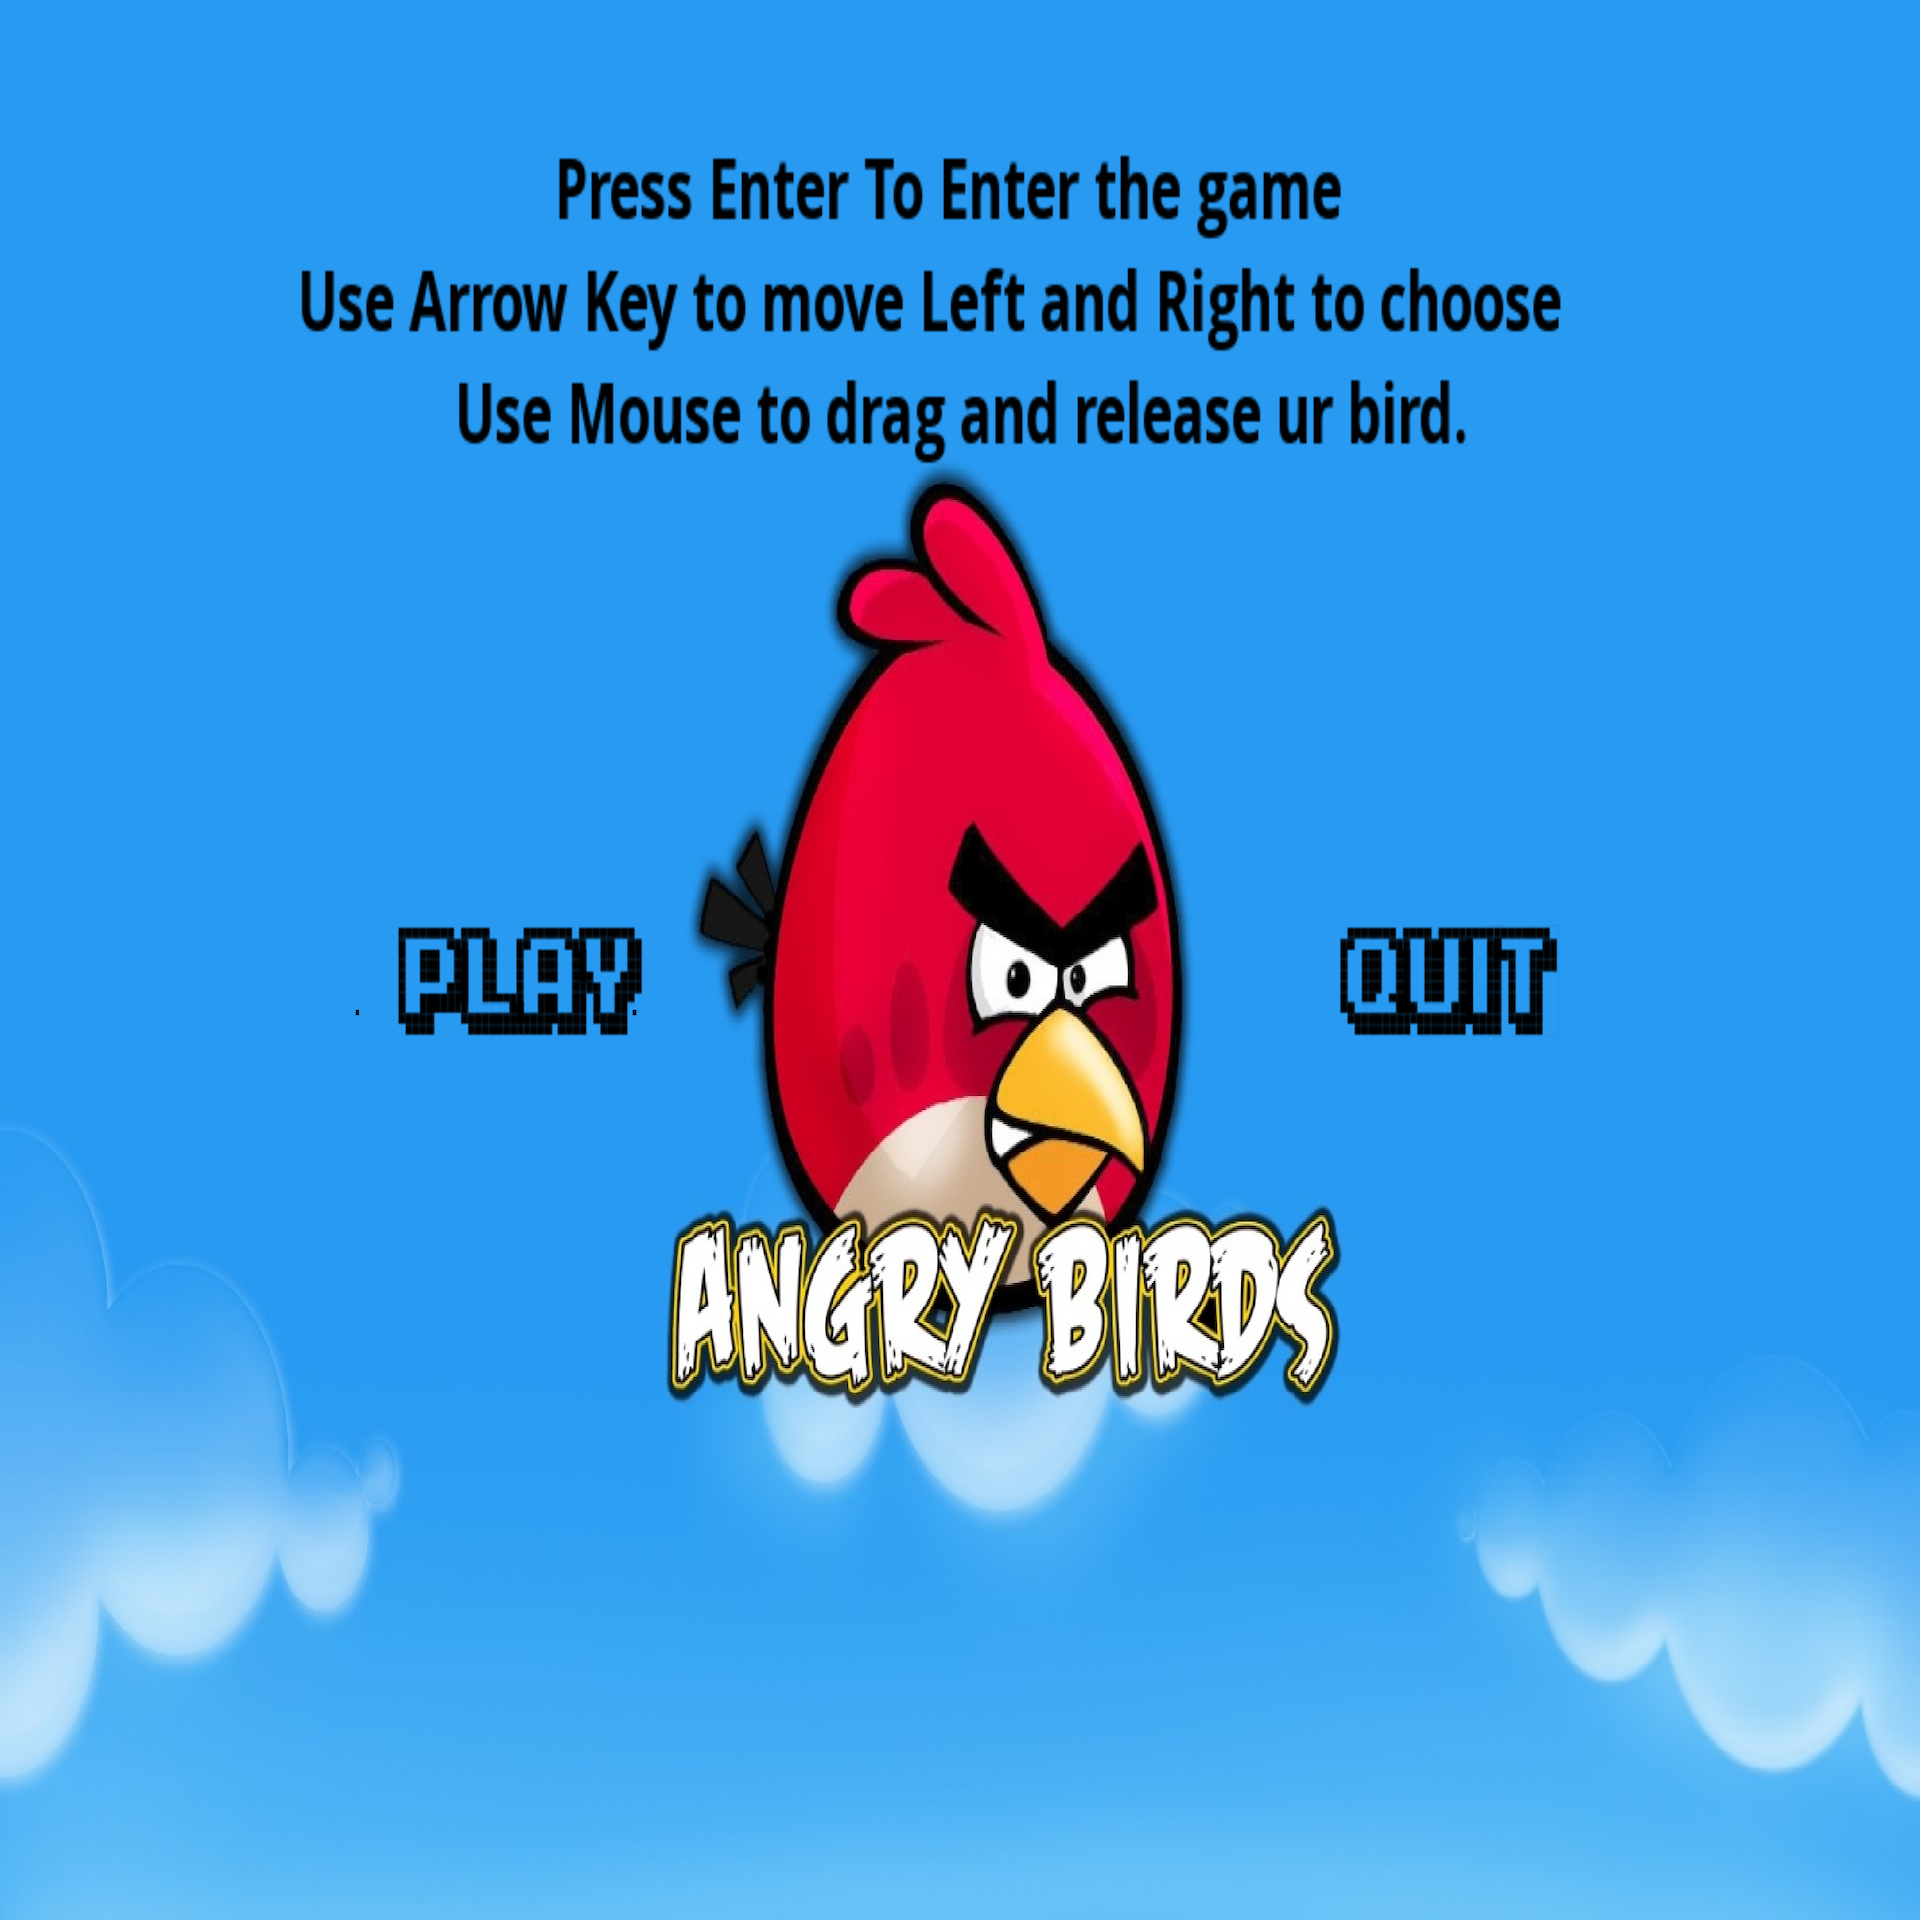 Press Enter To Enter the game
Use Arrow Key to move Left and Right to choose
Use Mouse to drag and release ur bird.
PLAY
QUIT
ANGRY BIRDS